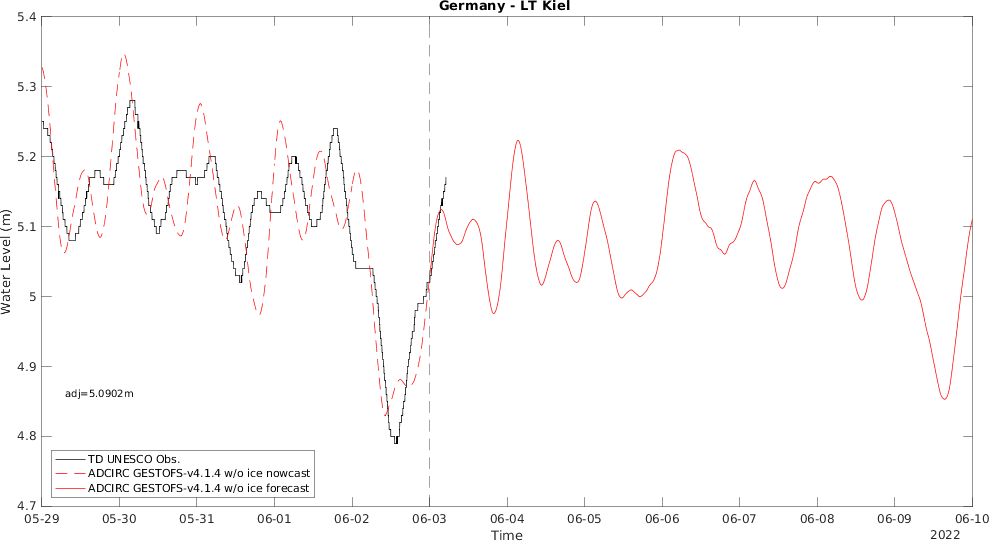 Germany - LT Kiel
Water Level (m)
5.4
5.3
5.2
5.1
5
4.9
4.8
4.7
adj=5.0902m
TD UNESCO Obs.
ADCIRC GESTOFS-v4.1.4 w/o ice nowcast
ADCIRC GESTOFS-v4.1.4 w/o ice forecast
05-29 05-30 05-31 06-01 06-02 06-03 06-04 06-05 06-06 06-07 06-08 06-09 06-10
Time
2022